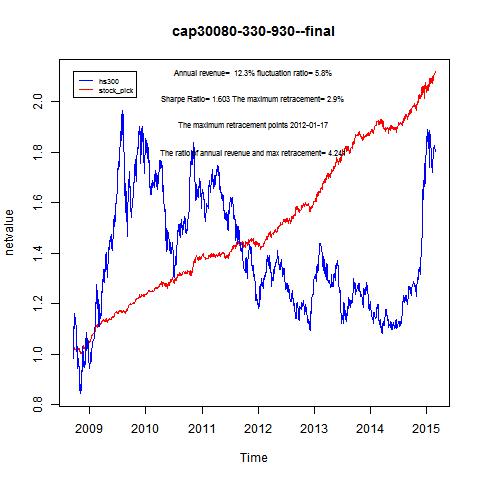 cap30080-330-930--final
hs300
stock_pick
Annual revenue= 12.3% fluctuation ratio= 5.8%
Sharpe Ratio= 1.603 The maximum retracement= 2.9%
The maximum retracement points 2012-01-17
The ratio of annual revenue and max retracement= 4.241
netvalue
2.0
1.8
1.6
1.4
1.2
1.0
0.8
2009 2010 2011 2012 2013 2014 2015
Time